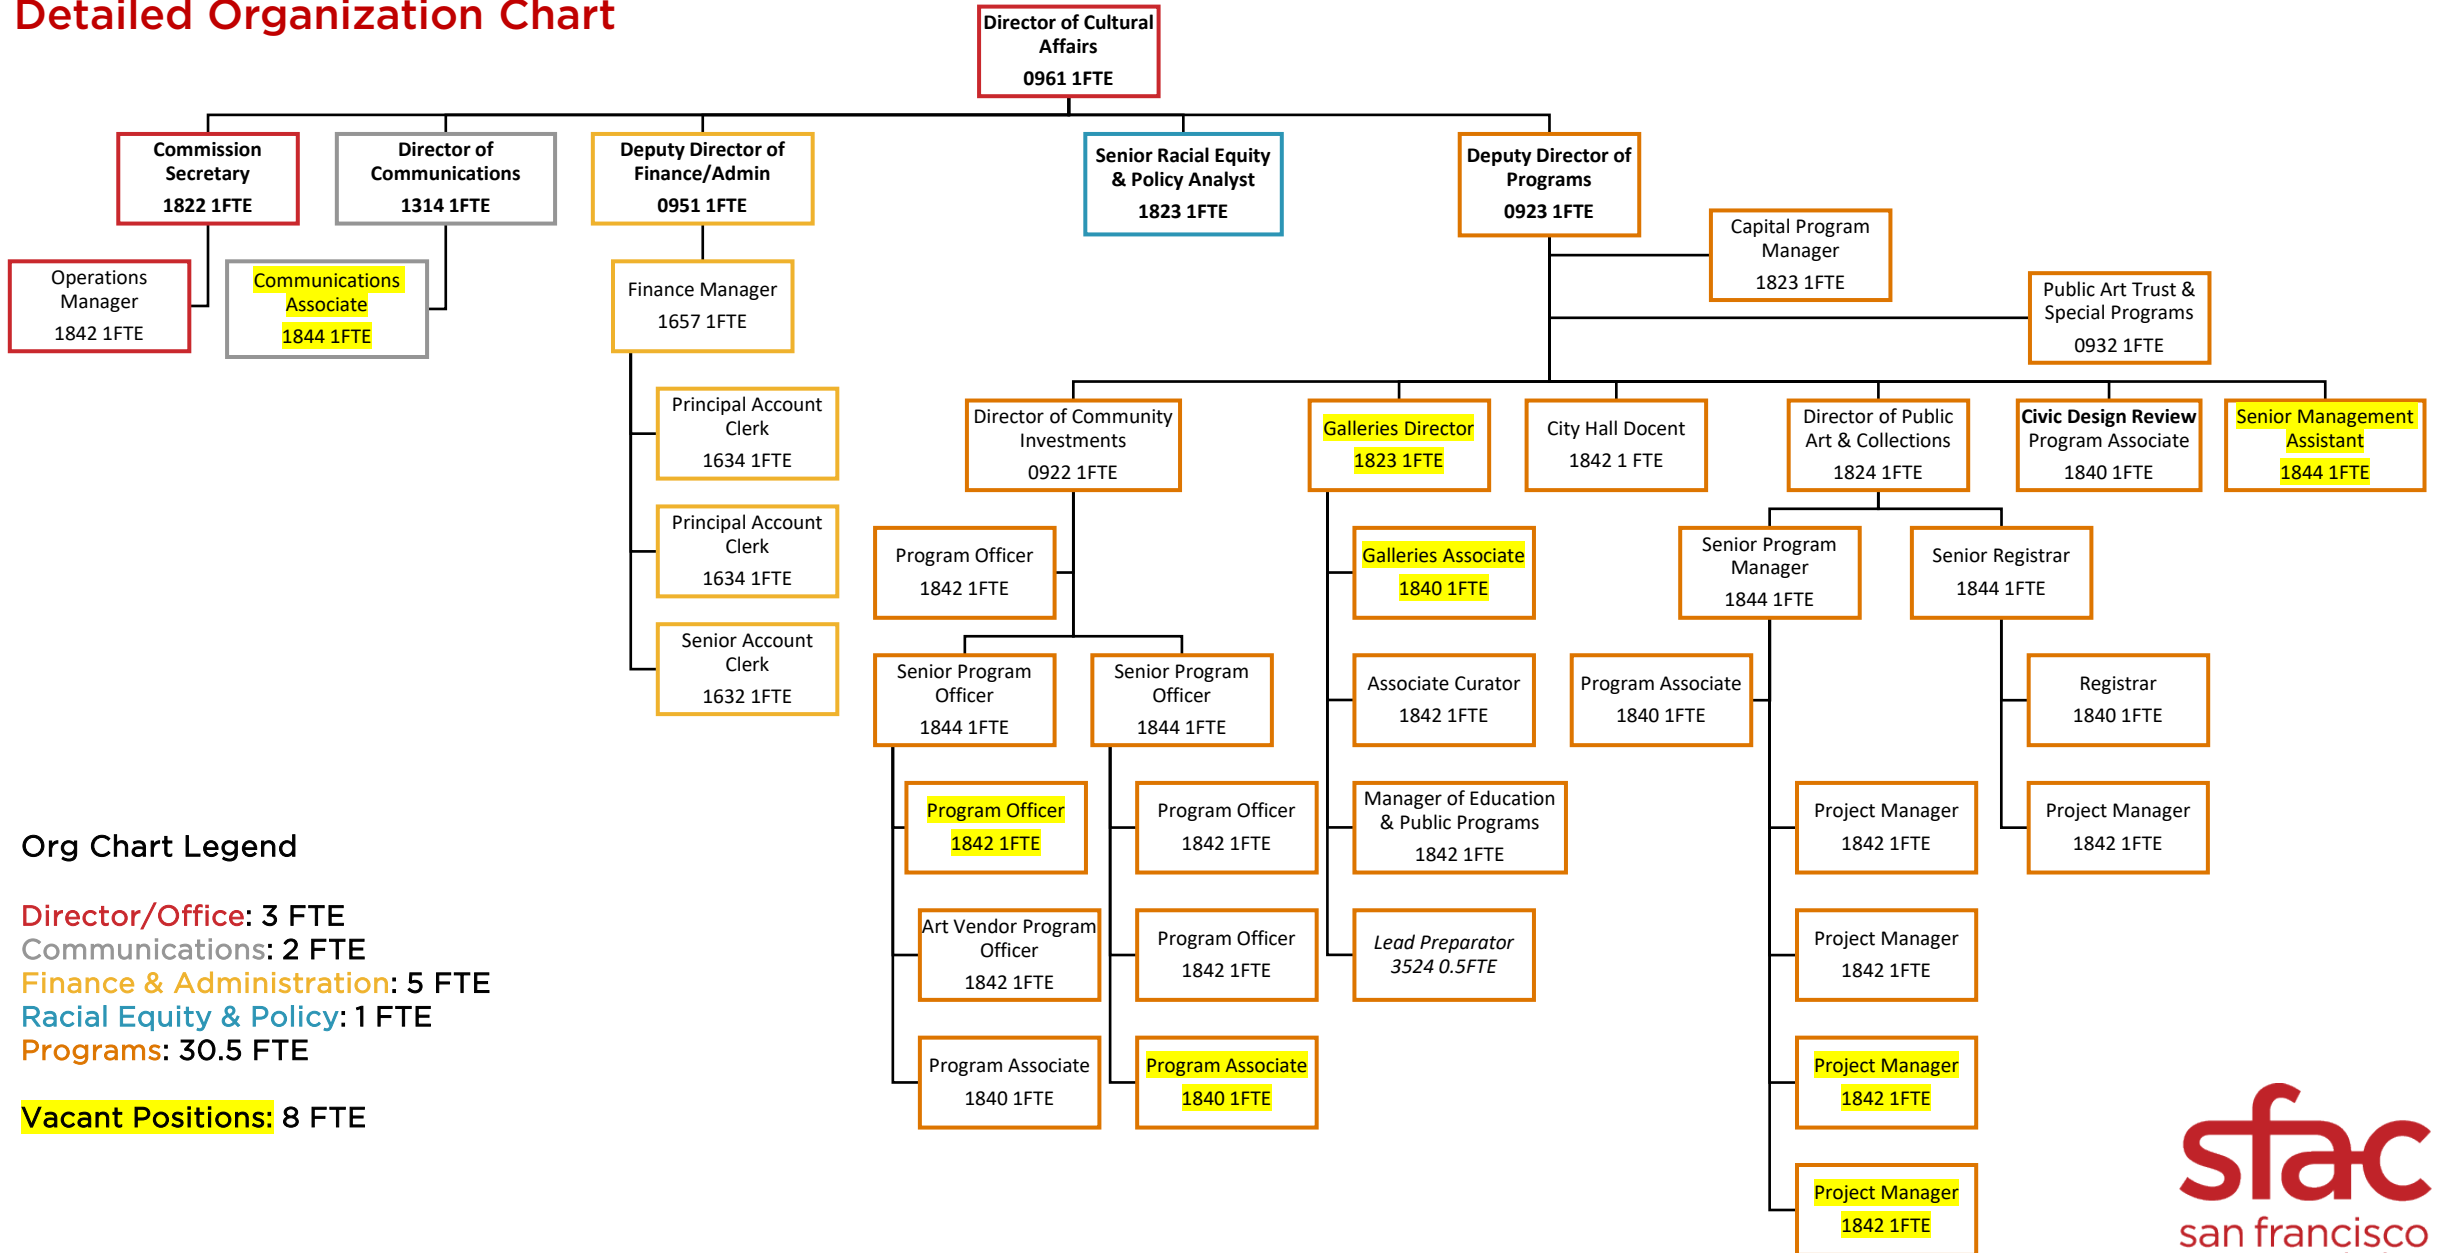 Detailed Organization Chart
Director of Cultural
Affairs
0961 1FTE
Commission
Secretary
1822 1FTE
Director of
Communications
1314 1FTE
Deputy Director of
Finance/Admin
0951 1FTE
Senior Racial Equity
& Policy Analyst
1823 1FTE
Deputy Director of
Programs
0923 1FTE
Capital Program
Manager
1823 1FTE
Operations
Manager
1842 1FTE
Communications
Associate
1844 1FTE
Finance Manager
1657 1FTE
Public Art Trust &
Special Programs
0932 1FTE
Principal Account
Clerk
1634 1FTE
Principal Account
Clerk
1634 1FTE
Senior Account
Clerk
1632 1FTE
Director of Community
Investments
0922 1FTE
Galleries Director
1823 1FTE
City Hall Docent
1842 1 FTE
Director of Public
Art & Collections
1824 1FTE
Civic Design Review
Program Associate
1840 1FTE
Senior Management
Assistant
1844 1FTE
Program Officer
1842 1FTE
Galleries Associate
1840 1FTE
Senior Program
Manager
1844 1FTE
Senior Registrar
1844 1FTE
Senior Program
Officer
1844 1FTE
Senior Program
Officer
1844 1FTE
Associate Curator
1842 1FTE
Program Associate
1840 1FTE
Registrar
1840 1FTE
Program Officer
1842 1FTE
Program Officer
1842 1FTE
Manager of Education
& Public Programs
1842 1FTE
Project Manager
1842 1FTE
Project Manager
1842 1FTE
Art Vendor Program
Officer
1842 1FTE
Program Officer
1842 1FTE
Lead Preparator
3524 0.5FTE
Project Manager
1842 1FTE
Program Associate
1840 1FTE
Program Associate
1840 1FTE
Project Manager
1842 1FTE
Project Manager
1842 1FTE
Org Chart Legend
Director/Office: 3 FTE
Communications: 2 FTE
Finance & Administration: 5 FTE
Racial Equity & Policy: 1 FTE
Programs: 30.5 FTE
Vacant Positions: 8 FTE
sfac
san francisco